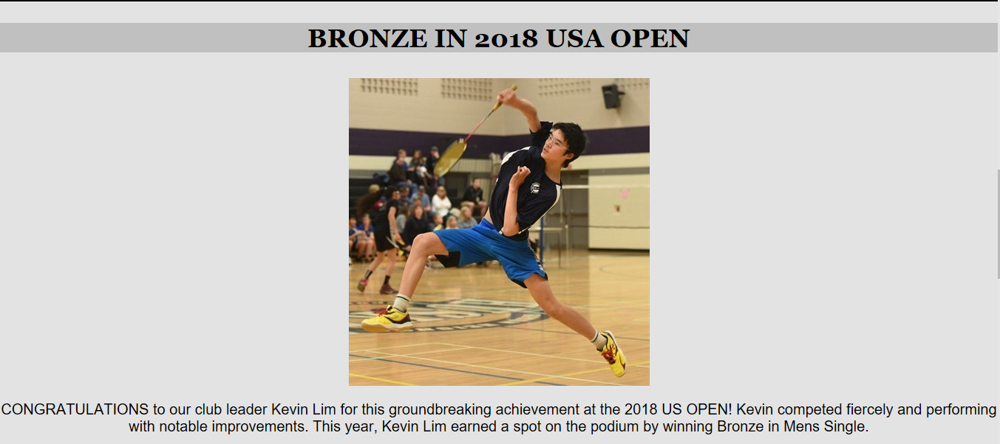 BRONZE IN 2018 USA OPEN
CONGRATULATIONS to our club leader Kevin Lim for this groundbreaking achievement at the 2018 US OPEN! Kevin competed fiercely and performing
with notable improvements. This year, Kevin Lim earned a spot on the podium by winning Bronze in Mens Single.